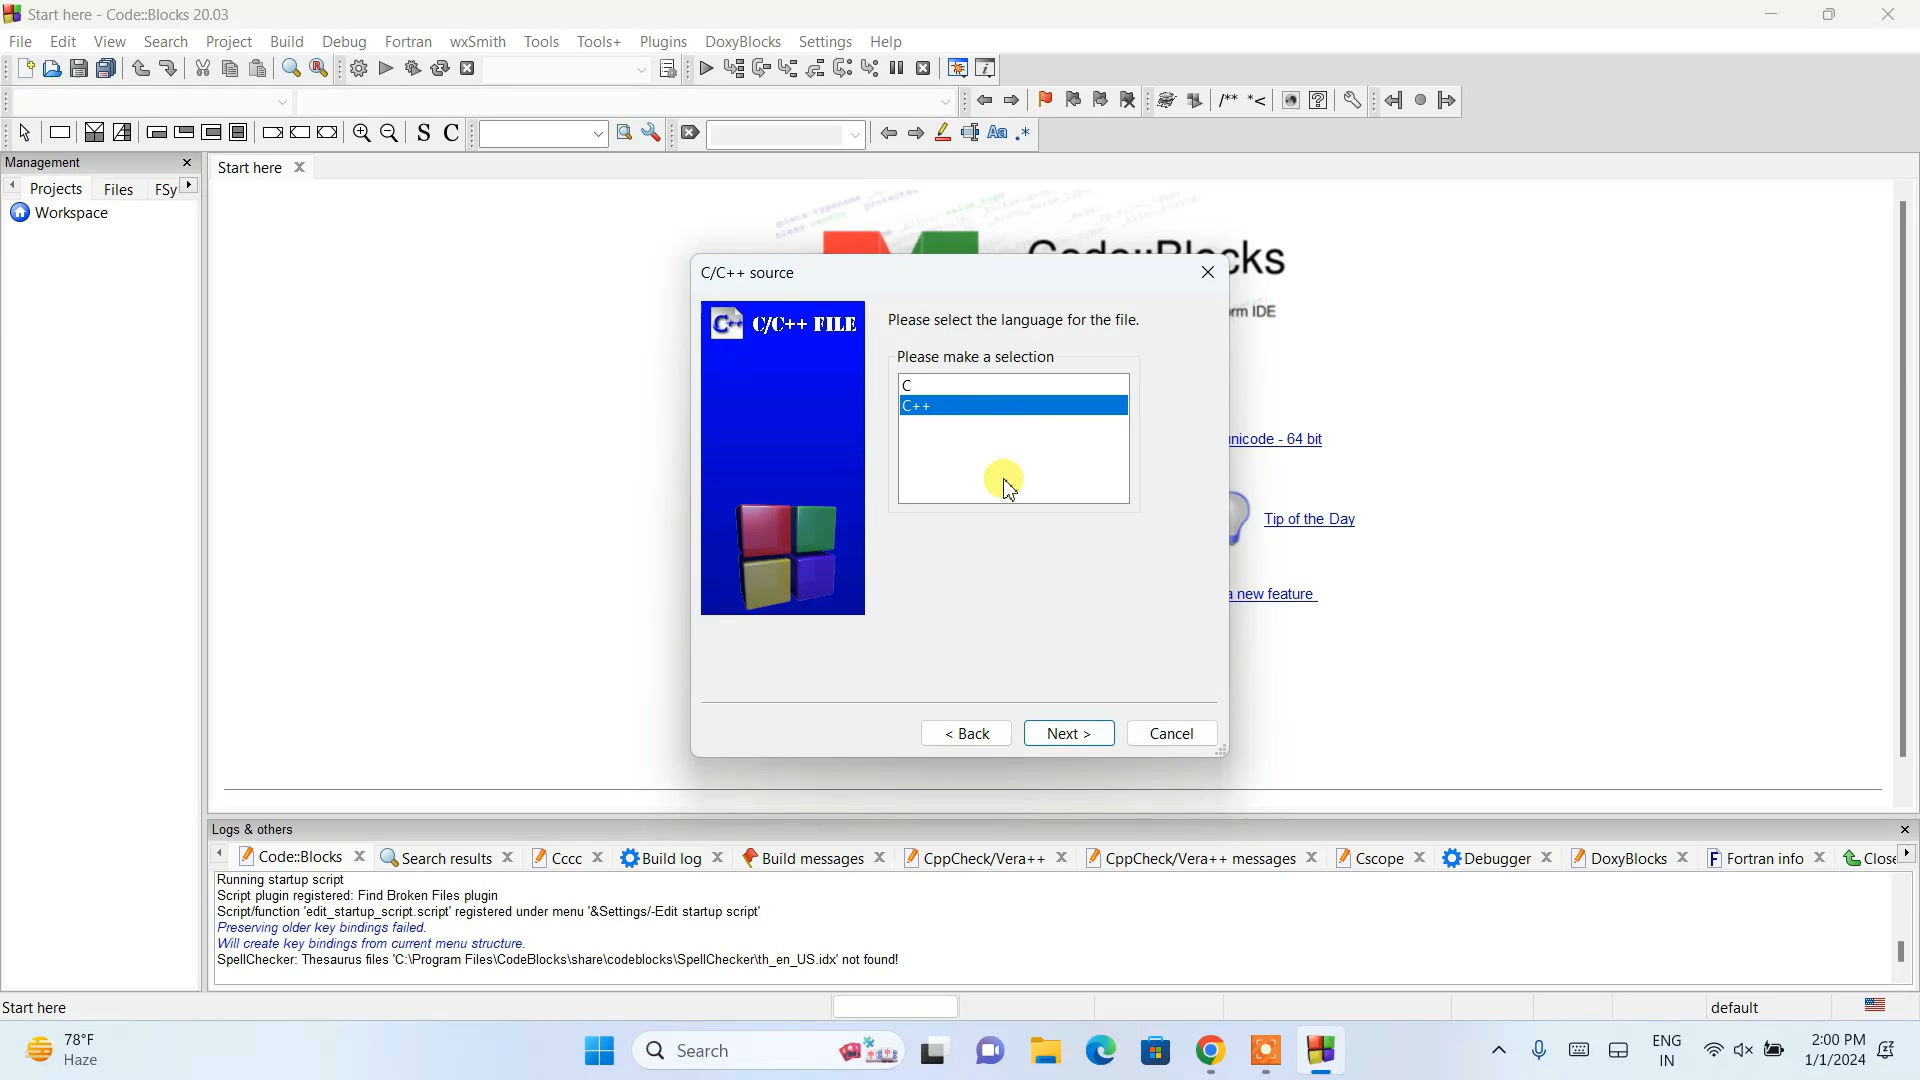 Start here - Code::Blocks 20.03
File Edit View Search Project Build Debug Fortran wxSmith Tools Tools+ Plugins DoxyBlocks Settings Help
/** *<
S C
Aa .*
Management
Projects Files FSy
Workspace
Start here
Code::Blocks
rm IDE
C/C++ source
C++ C/C++ FILE
Please select the language for the file.
Please make a selection
C
C++
nicode - 64 bit
Tip of the Day
a new feature
< Back Next > Cancel
Logs & others
Code::Blocks Search results Cccc Build log Build messages CppCheck/Vera++ CppCheck/Vera++ messages Cscope Debugger DoxyBlocks Fortran info Close
Running startup script
Script plugin registered: Find Broken Files plugin
Script/function 'edit_startup_script.script' registered under menu '&Settings/-Edit startup script'
Preserving older key bindings failed.
Will create key bindings from current menu structure.
SpellChecker: Thesaurus files 'C:\Program Files\CodeBlocks\share\codeblocks\SpellChecker\th_en_US.idx' not found!
Start here
default
78°F
Haze
Search
ENG
IN
2:00 PM
1/1/2024